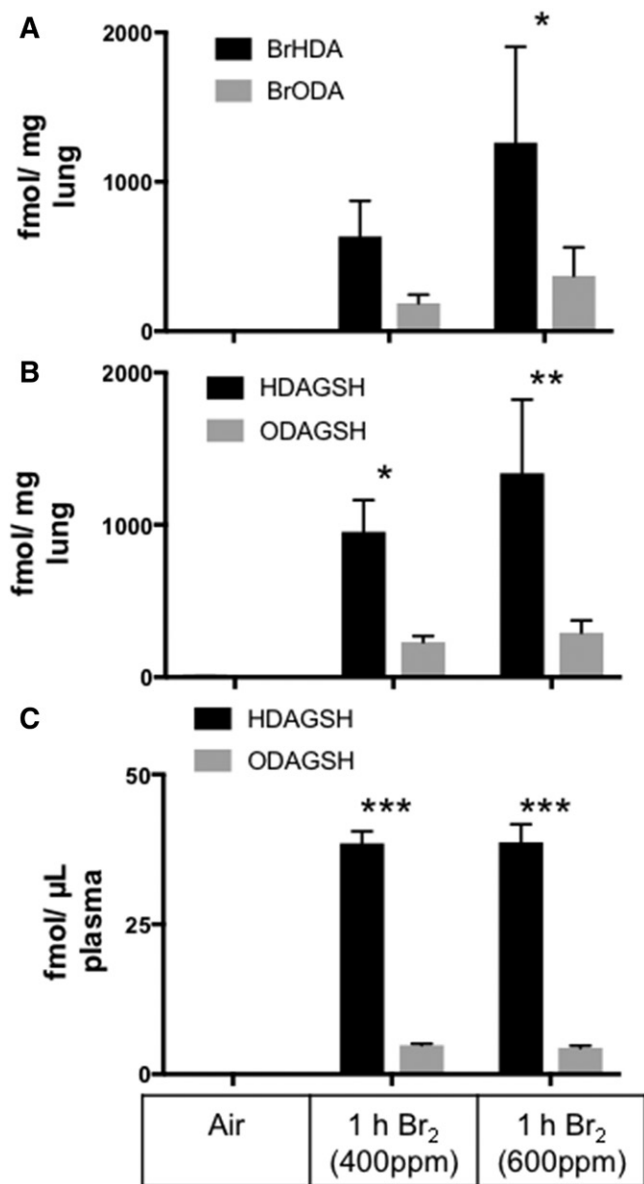 A
2000
BrHDA
BrODA
*
fmol/ mg
lung
1000
0
B
2000
HDAGSH
ODAGSH
*
**
fmol/ mg
lung
1000
0
C
HDAGSH
ODAGSH
50
***
***
fmol/ µL
plasma
25
0
Air
1 h Br₂
(400ppm)
1 h Br₂
(600ppm)